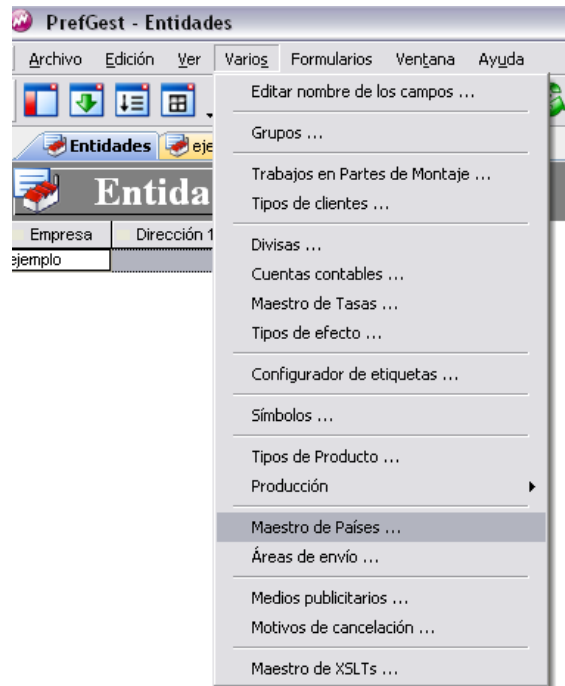 PrefGest - Entidades
Archivo Edición Ver Varios Formularios Ventana Ayuda
Entidades eje
Entida
Empresa Dirección 1
ejemplo
Editar nombre de los campos ...
Grupos ...
Trabajos en Partes de Montaje ...
Tipos de clientes ...
Divisas ...
Cuentas contables ...
Maestro de Tasas ...
Tipos de efecto ...
Configurador de etiquetas ...
Símbolos ...
Tipos de Producto ...
Producción
Maestro de Países ...
Áreas de envío ...
Medios publicitarios ...
Motivos de cancelación ...
Maestro de XSLTs ...